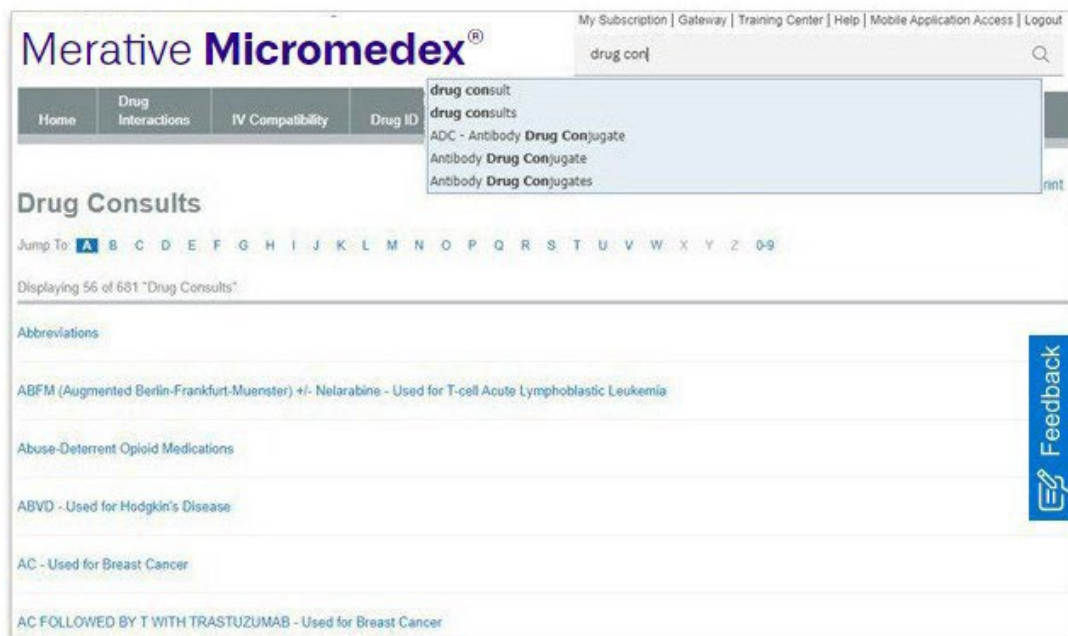 My Subscription | Gateway | Training Center | Help | Mobile Application Access | Logout
Merative Micromedex®
drug con
drug consult
drug consults
ADC - Antibody Drug Conjugate
Antibody Drug Conjugate
Antibody Drug Conjugates
Home Drug Interactions IV Compatibility Drug ID
rint
Drug Consults
Jump To A B C D E F G H I J K L M N O P Q R S T U V W X Y Z 0-9
Displaying 56 of 681 "Drug Consults"
Abbreviations
ABFM (Augmented Berlin-Frankfurt-Muenster) +/- Nelarabine - Used for T-cell Acute Lymphoblastic Leukemia
Abuse-Deterrent Opioid Medications
ABVD - Used for Hodgkin's Disease
AC - Used for Breast Cancer
AC FOLLOWED BY T WITH TRASTUZUMAB - Used for Breast Cancer
Feedback